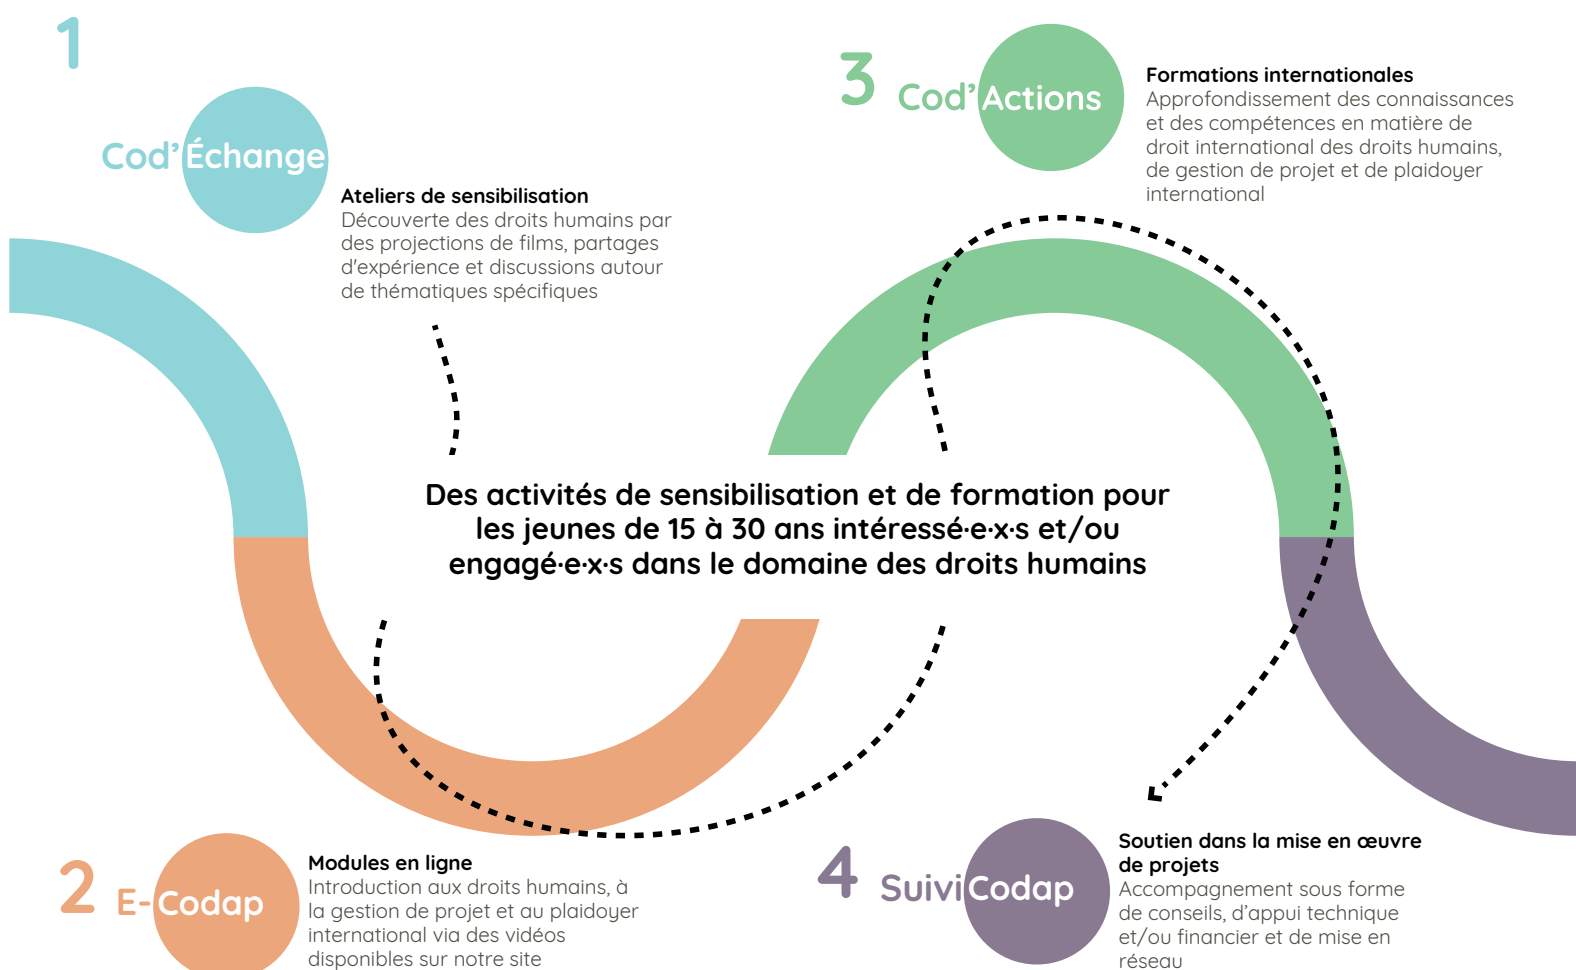 1
Cod'Échange
Ateliers de sensibilisation
Découverte des droits humains par
des projections de films, partages
d'expérience et discussions autour
de thématiques spécifiques
3 Cod'Actions
Formations internationales
Approfondissement des connaissances
et des compétences en matière de
droit international des droits humains,
de gestion de projet et de plaidoyer
international
Des activités de sensibilisation et de formation pour
les jeunes de 15 à 30 ans intéressé·e·x·s et/ou
engagé·e·x·s dans le domaine des droits humains
2 E-Codap
Modules en ligne
Introduction aux droits humains, à
la gestion de projet et au plaidoyer
international via des vidéos
disponibles sur notre site
4 SuiviCodap
Soutien dans la mise en œuvre
de projets
Accompagnement sous forme
de conseils, d’appui technique
et/ou financier et de mise en
réseau